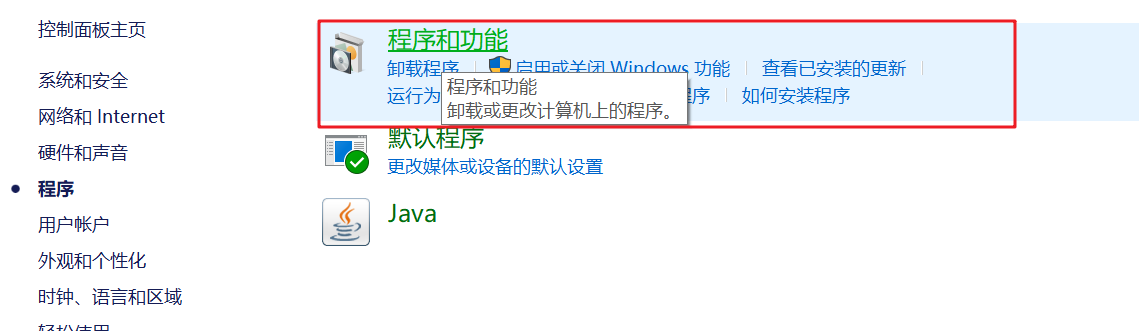 控制面板主页
系统和安全
网络和 Internet
硬件和声音
程序
用户帐户
外观和个性化
时钟、语言和区域
轻松使用
程序和功能
卸载程序 启用或关闭 Windows 功能 查看已安装的更新
运行为 程序 如何安装程序
程序和功能
卸载或更改计算机上的程序。
默认程序
更改媒体或设备的默认设置
Java